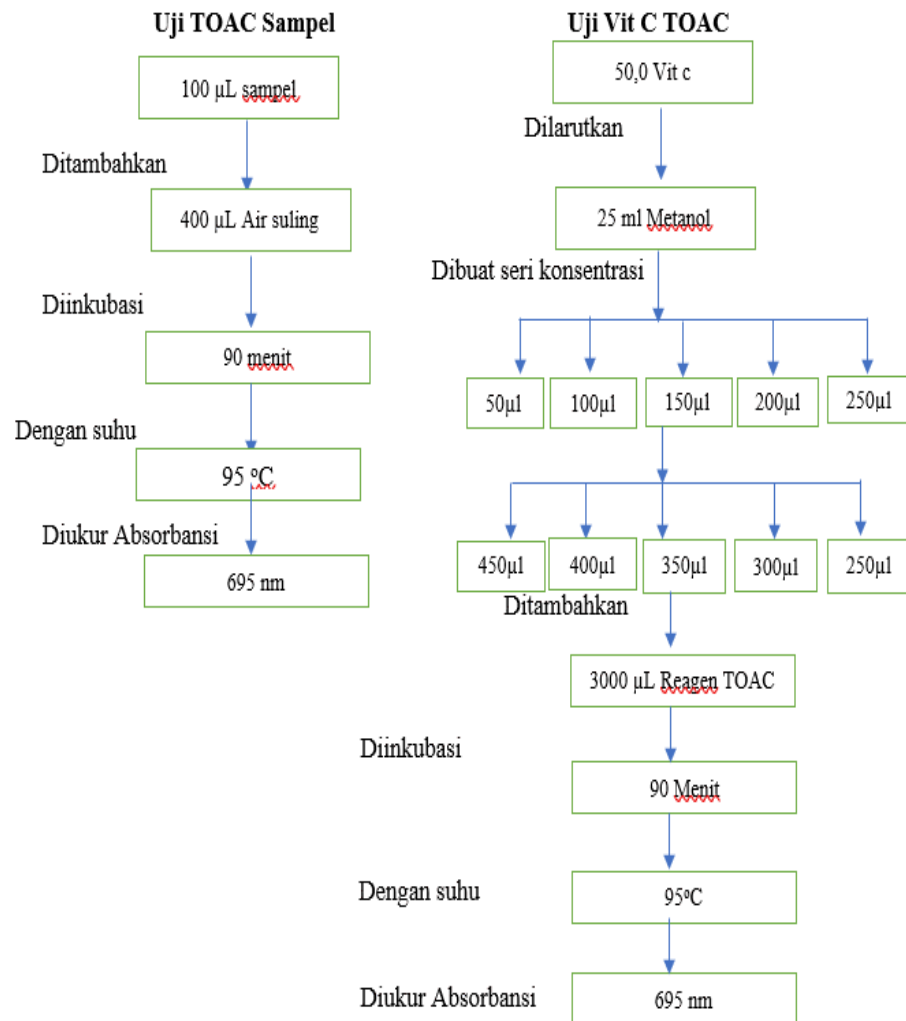 Uji TOAC Sampel
100 µL sampel
Ditambahkan
400 µL Air suling
Diinkubasi
90 menit
Dengan suhu
95 ºC
Diukur Absorbansi
695 nm
Uji Vit C TOAC
50,0 Vit c
Dilarutkan
25 ml Metanol
Dibuat seri konsentrasi
50µl 100µl 150µl 200µl 250µl
450µl 400µl 350µl 300µl 250µl
Ditambahkan
3000 µL Reagen TOAC
Diinkubasi
90 Menit
Dengan suhu
95ºC
Diukur Absorbansi
695 nm